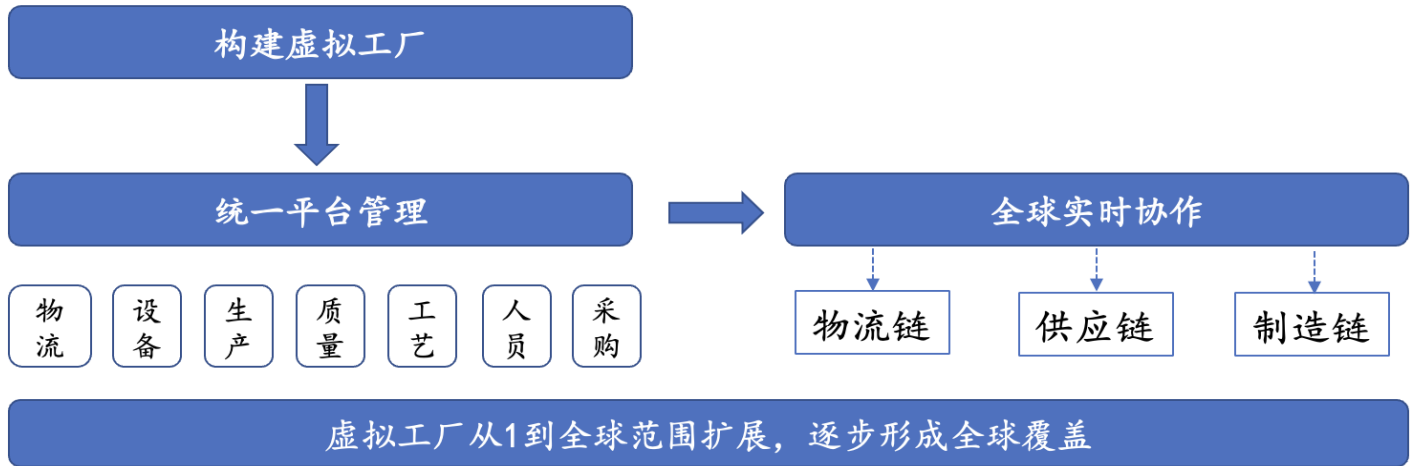 构建虚拟工厂
统一平台管理
全球实时协作
物流
设备
生产
质量
工艺
人员
采购
物流链
供应链
制造链
虚拟工厂从1到全球范围扩展，逐步形成全球覆盖